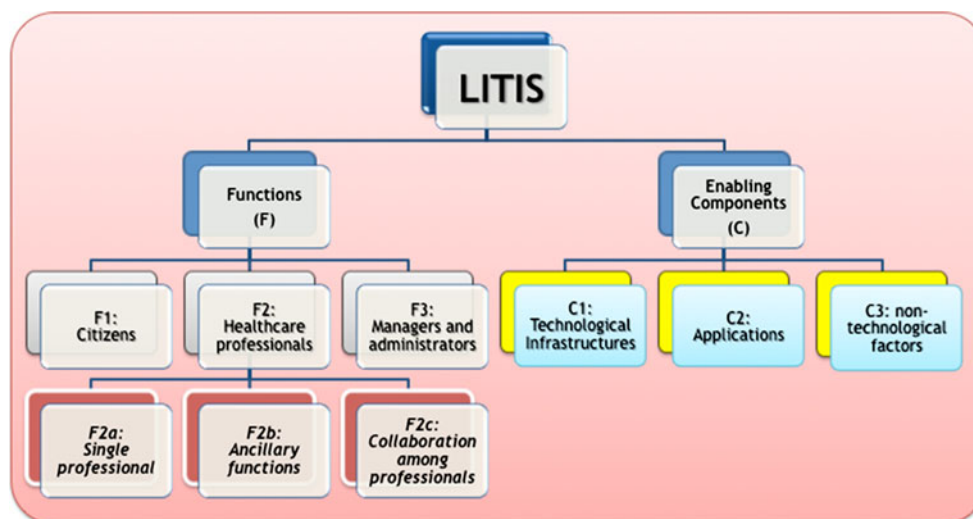 LITIS
Functions
(F)
Enabling
Components
(C)
F1:
Citizens
F2:
Healthcare
professionals
F3:
Managers and
administrators
C1:
Technological
Infrastructures
C2:
Applications
C3: non-
technological
factors
F2a:
Single
professional
F2b:
Ancillary
functions
F2c:
Collaboration
among
professionals